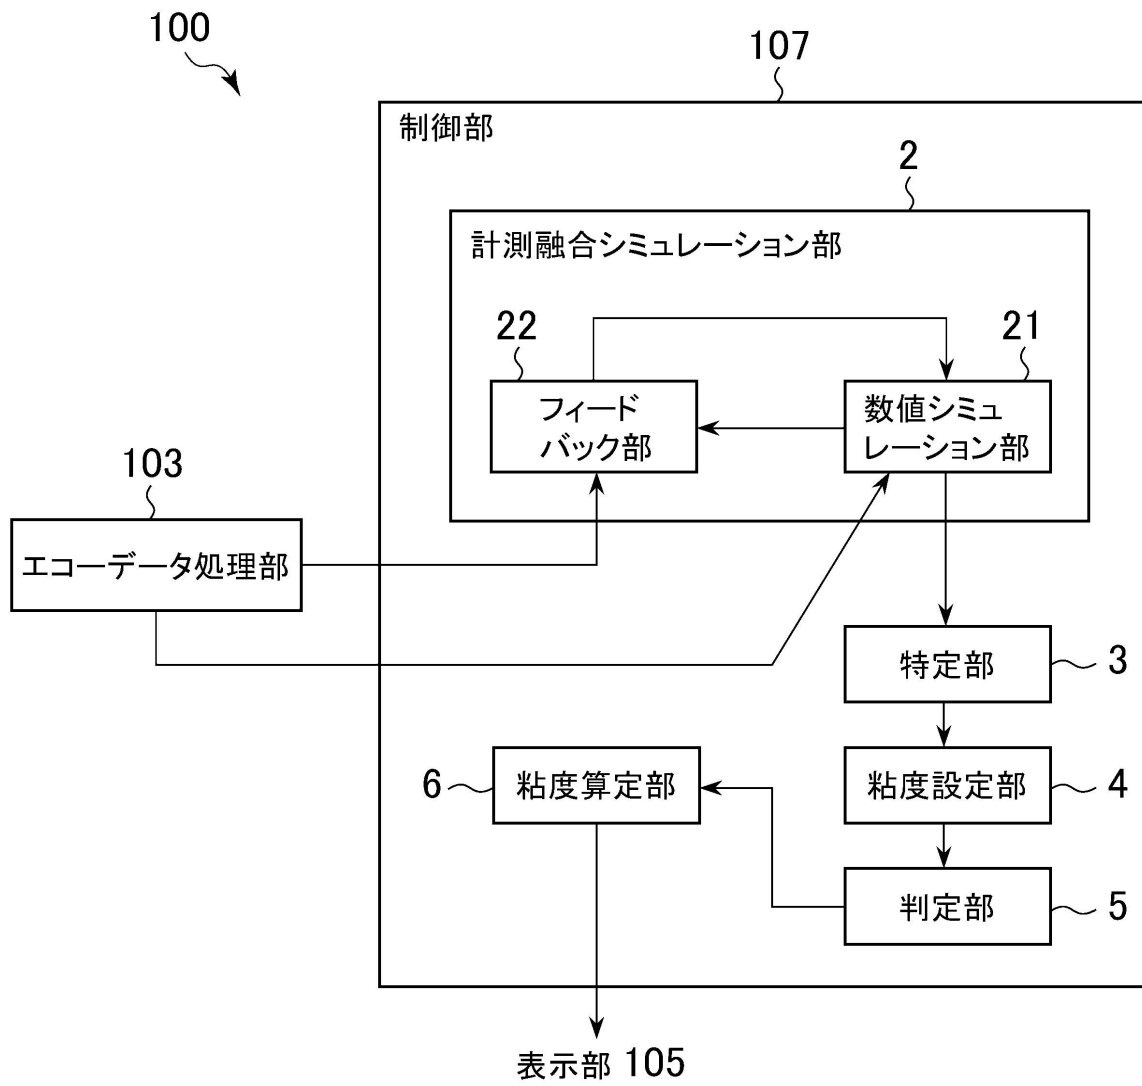 100
107
制御部
2
計測融合シミュレーション部
22
21
フィード
バック部
数値シミュ
レーション部
103
エコーデータ処理部
特定部
3
6
粘度算定部
粘度設定部
4
判定部
5
表示部 105